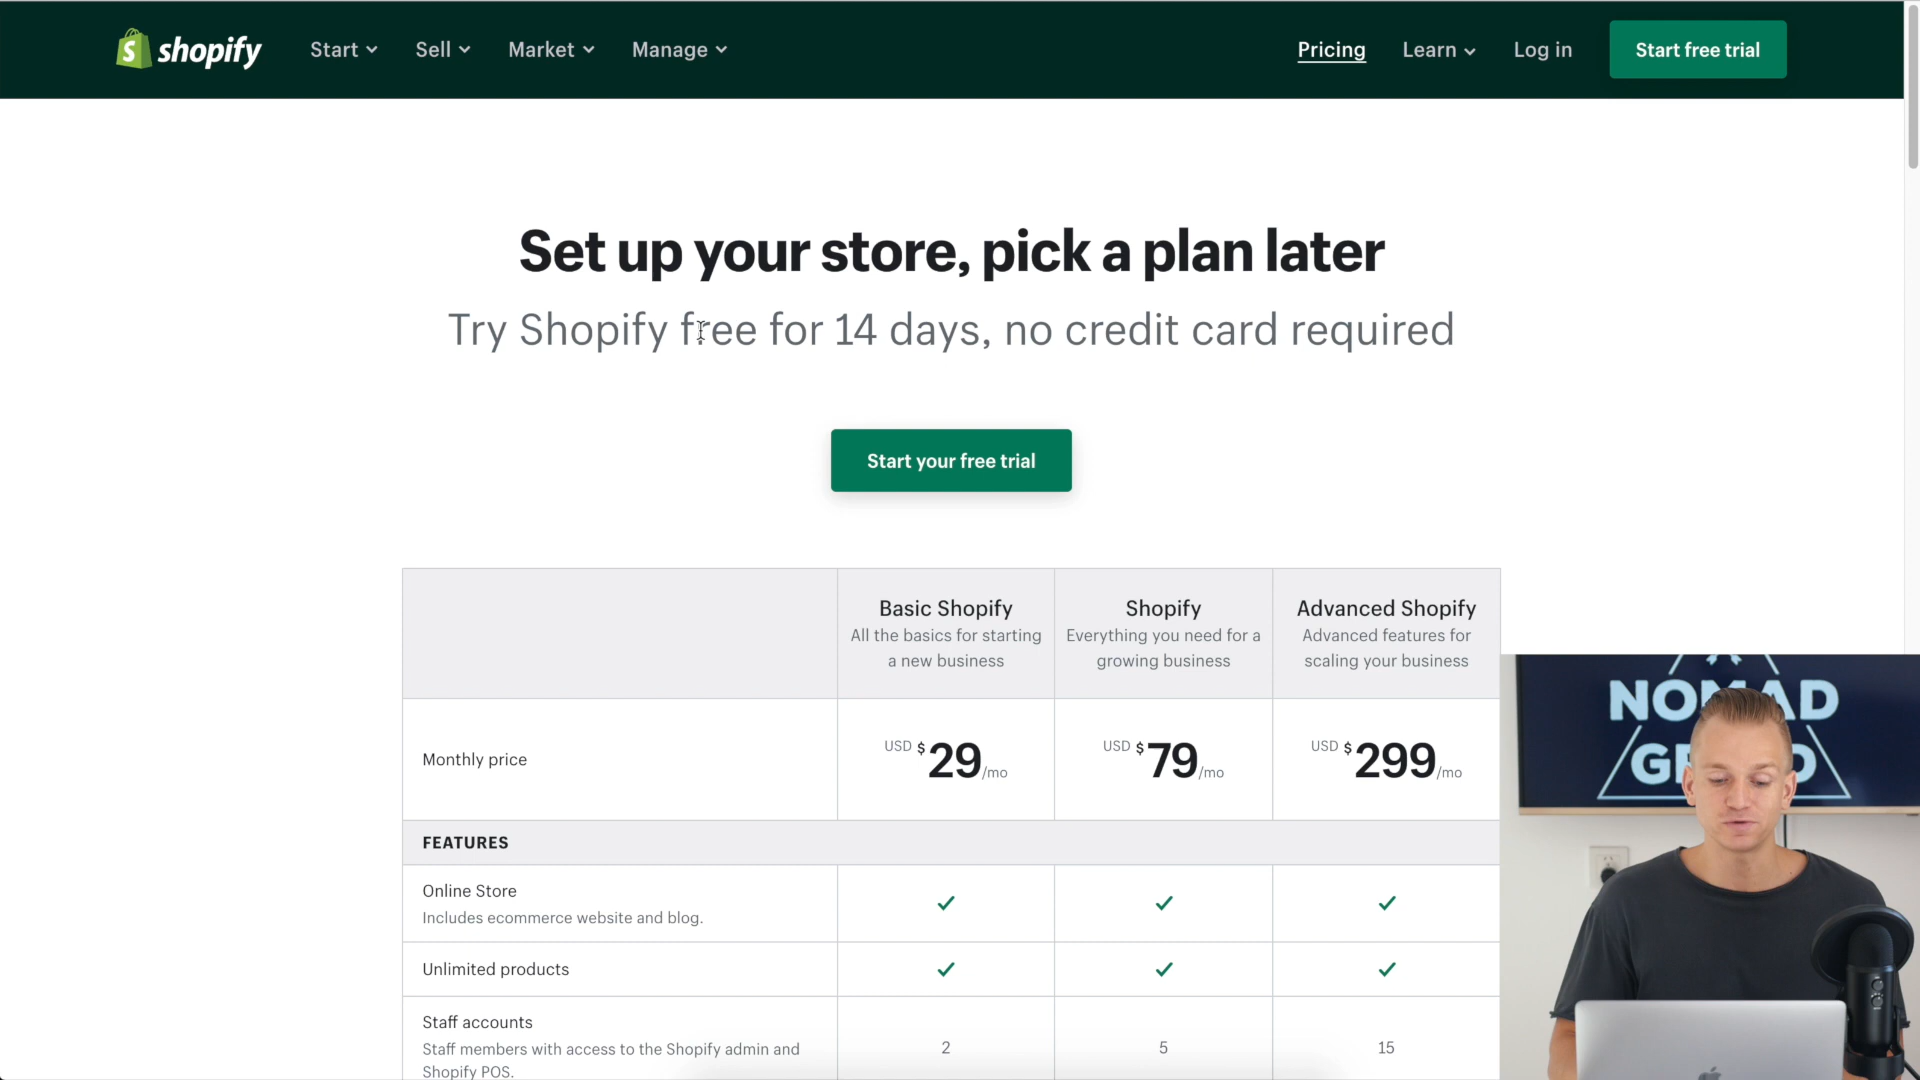 shopify
Start
Sell
Market
Manage
Pricing
Learn
Log in
Start free trial
Set up your store, pick a plan later
Try Shopify free for 14 days, no credit card required
Start your free trial
Basic Shopify
All the basics for starting
a new business
Shopify
Everything you need for a
growing business
Advanced Shopify
Advanced features for
scaling your business
Monthly price
USD $29/mo
USD $79/mo
USD $299/mo
FEATURES
Online Store
Includes ecommerce website and blog.
Unlimited products
Staff accounts
Staff members with access to the Shopify admin and
Shopify POS.
2
5
15